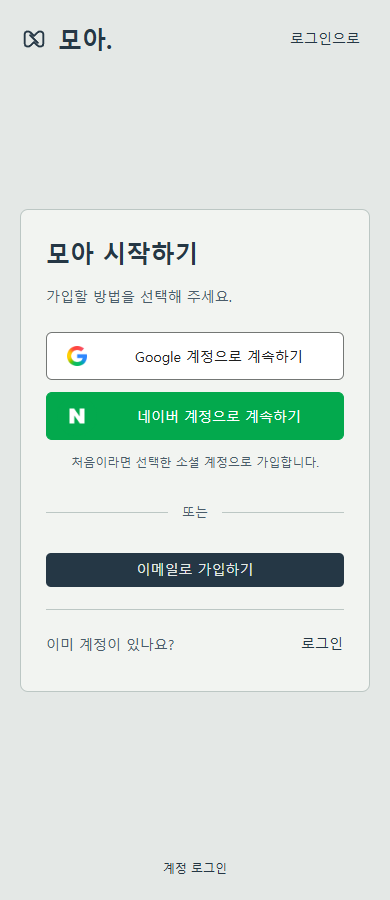 모아.
로그인으로
모아 시작하기
가입할 방법을 선택해 주세요.
Google 계정으로 계속하기
네이버 계정으로 계속하기
처음이라면 선택한 소셜 계정으로 가입합니다.
또는
이메일로 가입하기
이미 계정이 있나요?
로그인
계정 로그인